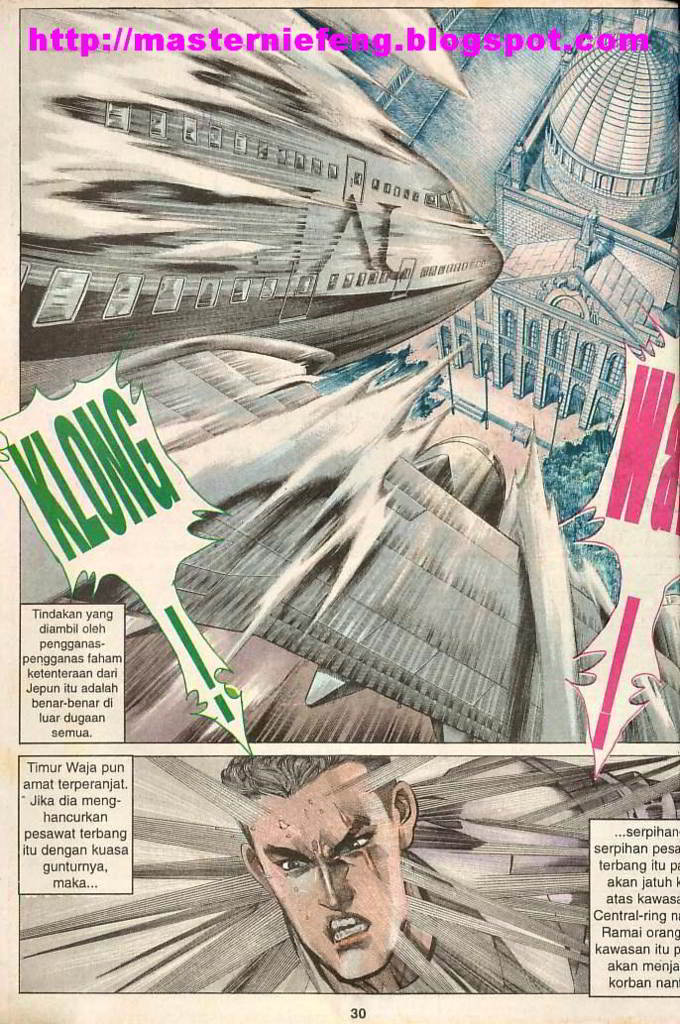 http://masterniefeng.blogspot.com
JAL
KLONG
!!
Wa
!
Tindakan yang
diambil oleh
pengganas-
pengganas faham
ketenteraan dari
Jepun itu adalah
benar-benar di
luar dugaan
semua.
Timur Waja pun
amat terperanjat.
Jika dia meng-
hancurkan
pesawat terbang
itu dengan kuasa
gunturnya,
maka...
...serpihan-
serpihan pesa
terbang itu pa
akan jatuh k
atas kawasa
Central-ring na
Ramai orang
kawasan itu p
akan menja
korban nant
30